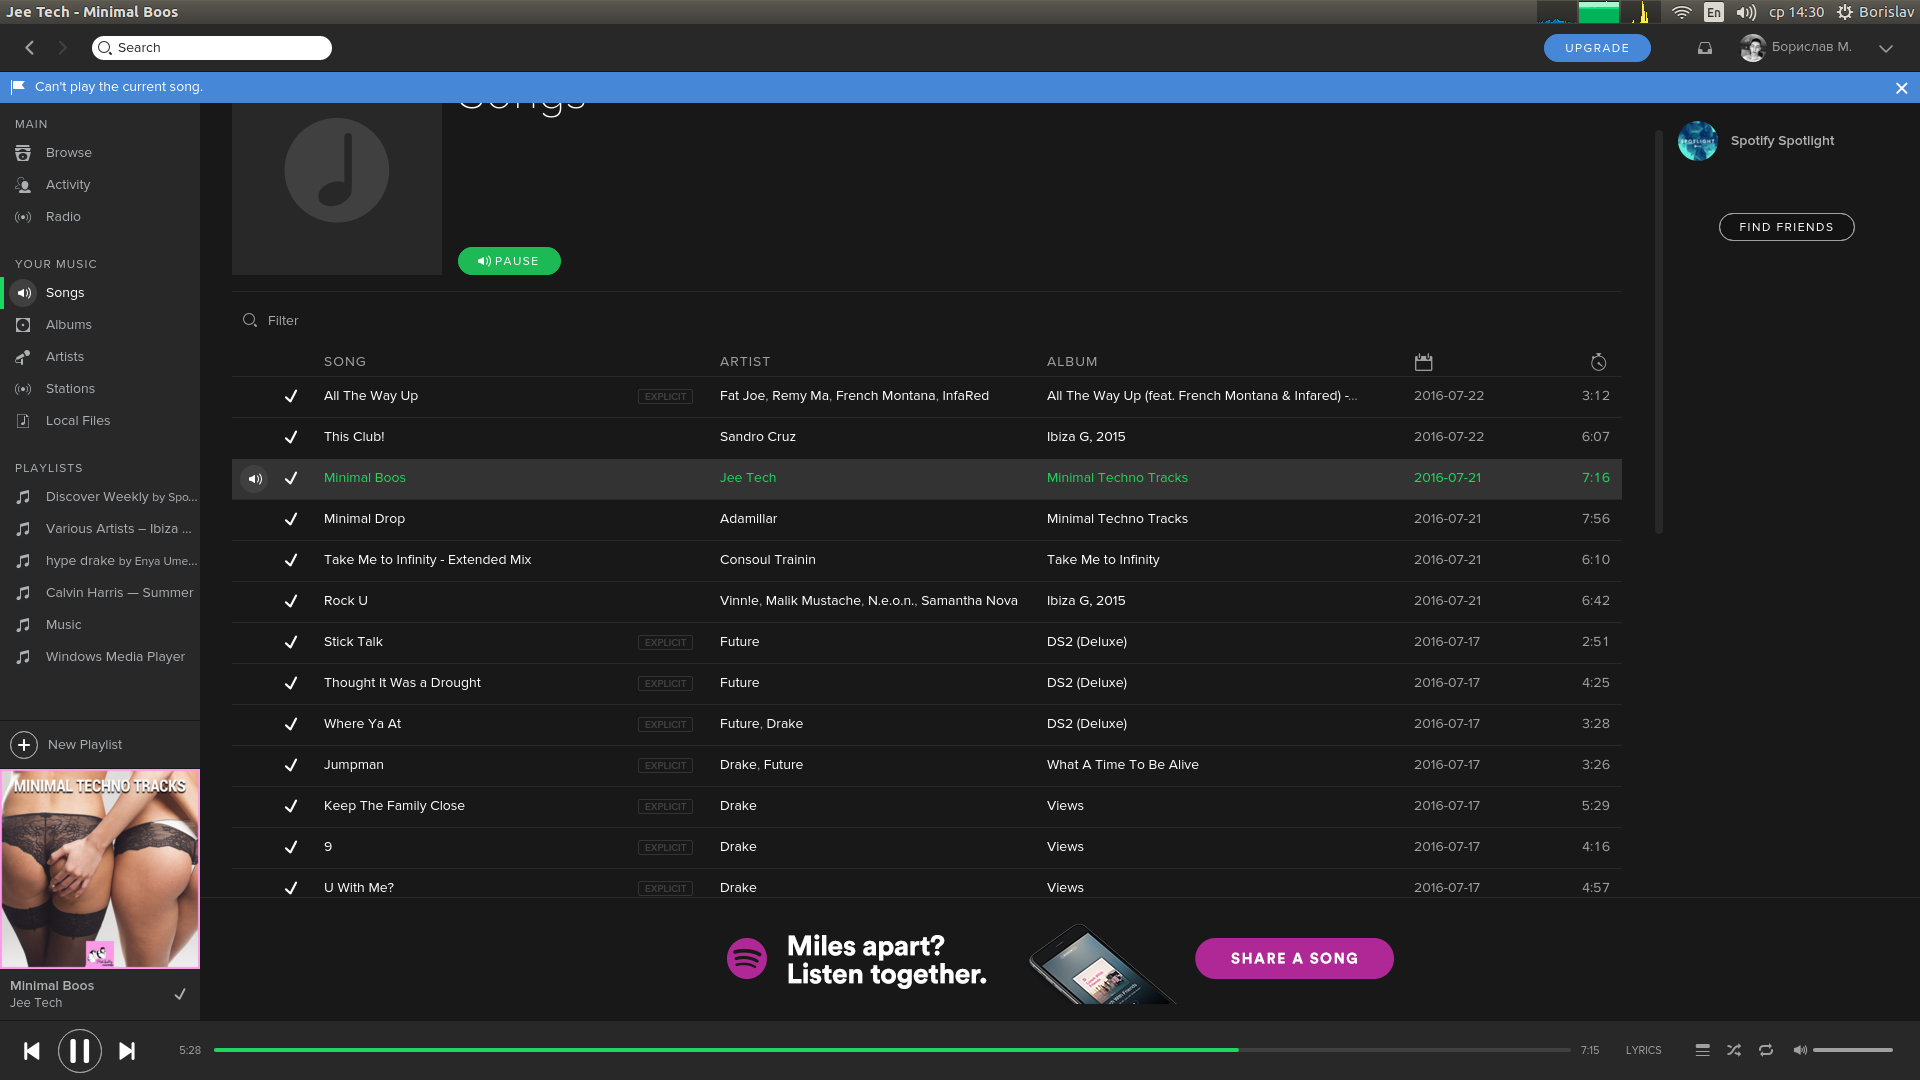 Jee Tech - Minimal Boos
En
ср 14:30
Borislav
Search
UPGRADE
Борислав М.
Can't play the current song.
Songs
MAIN
Browse
Activity
Radio
YOUR MUSIC
Songs
Albums
Artists
Stations
Local Files
PLAYLISTS
Discover Weekly by Spo...
Various Artists – Ibiza ...
hype drake by Enya Ume...
Calvin Harris — Summer
Music
Windows Media Player
New Playlist
MINIMAL TECHNO TRACKS
Minimal Boos
Jee Tech
PAUSE
Filter
SONG ARTIST ALBUM
All The Way Up EXPLICIT Fat Joe, Remy Ma, French Montana, InfaRed All The Way Up (feat. French Montana & Infared) -... 2016-07-22 3:12
This Club! Sandro Cruz Ibiza G, 2015 2016-07-22 6:07
Minimal Boos Jee Tech Minimal Techno Tracks 2016-07-21 7:16
Minimal Drop Adamillar Minimal Techno Tracks 2016-07-21 7:56
Take Me to Infinity - Extended Mix Consoul Trainin Take Me to Infinity 2016-07-21 6:10
Rock U Vinn!e, Malik Mustache, N.e.o.n., Samantha Nova Ibiza G, 2015 2016-07-21 6:42
Stick Talk EXPLICIT Future DS2 (Deluxe) 2016-07-17 2:51
Thought It Was a Drought EXPLICIT Future DS2 (Deluxe) 2016-07-17 4:25
Where Ya At EXPLICIT Future, Drake DS2 (Deluxe) 2016-07-17 3:28
Jumpman EXPLICIT Drake, Future What A Time To Be Alive 2016-07-17 3:26
Keep The Family Close EXPLICIT Drake Views 2016-07-17 5:29
9 EXPLICIT Drake Views 2016-07-17 4:16
U With Me? EXPLICIT Drake Views 2016-07-17 4:57
SPOTLIGHT
Spotify Spotlight
FIND FRIENDS
Miles apart?
Listen together.
SHARE A SONG
5:28
7:15
LYRICS